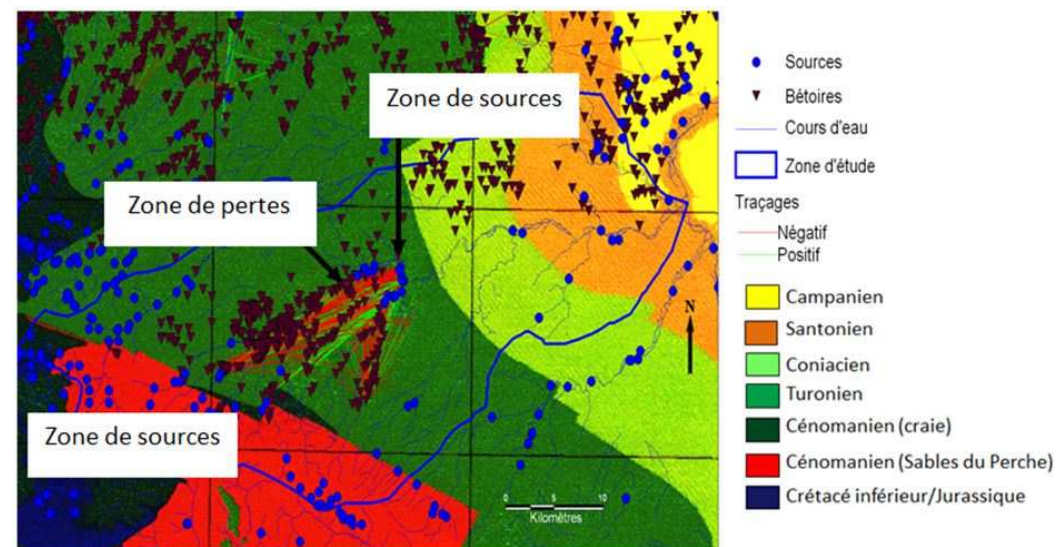 Zone de sources
Zone de pertes
Zone de sources
N
0 5 10
Kilomètres
Sources
Bétoires
Cours d'eau
Zone d'étude
Traçages
Négatif
Positif
Campanien
Santonien
Coniacien
Turonien
Cénomanien (craie)
Cénomanien (Sables du Perche)
Crétacé inférieur/Jurassique